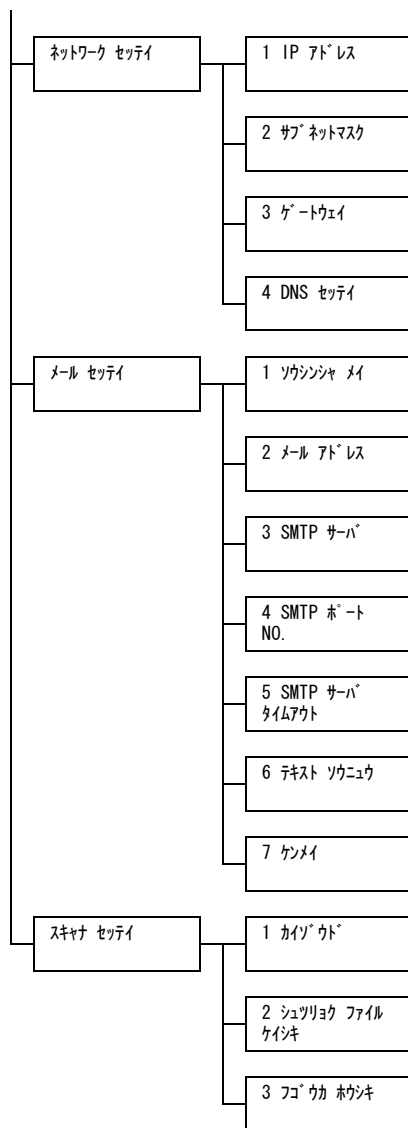 ﾈｯﾄﾜｰｸ ｾｯﾃｲ
1 IP ｱﾄﾞﾚｽ
2 ｻﾌﾞﾈｯﾄﾏｽｸ
3 ｹﾞｰﾄｳｪｲ
4 DNS ｾｯﾃｲ
ﾒｰﾙ ｾｯﾃｲ
1 ｿｳｼﾝｼｬ ﾒｲ
2 ﾒｰﾙ ｱﾄﾞﾚｽ
3 SMTP ｻｰﾊﾞ
4 SMTP ﾎﾟｰﾄ
NO.
5 SMTP ｻｰﾊﾞ
ﾀｲﾑｱｳﾄ
6 ﾃｷｽﾄ ｿｳﾆｭｳ
7 ｹﾝﾒｲ
ｽｷｬﾅ ｾｯﾃｲ
1 ｶｲｿﾞｳﾄﾞ
2 ｼｭﾂﾘｮｸ ﾌｧｲﾙ
ｹｲｼｷ
3 ﾌｺﾞｳｶ ﾎｳｼｷ